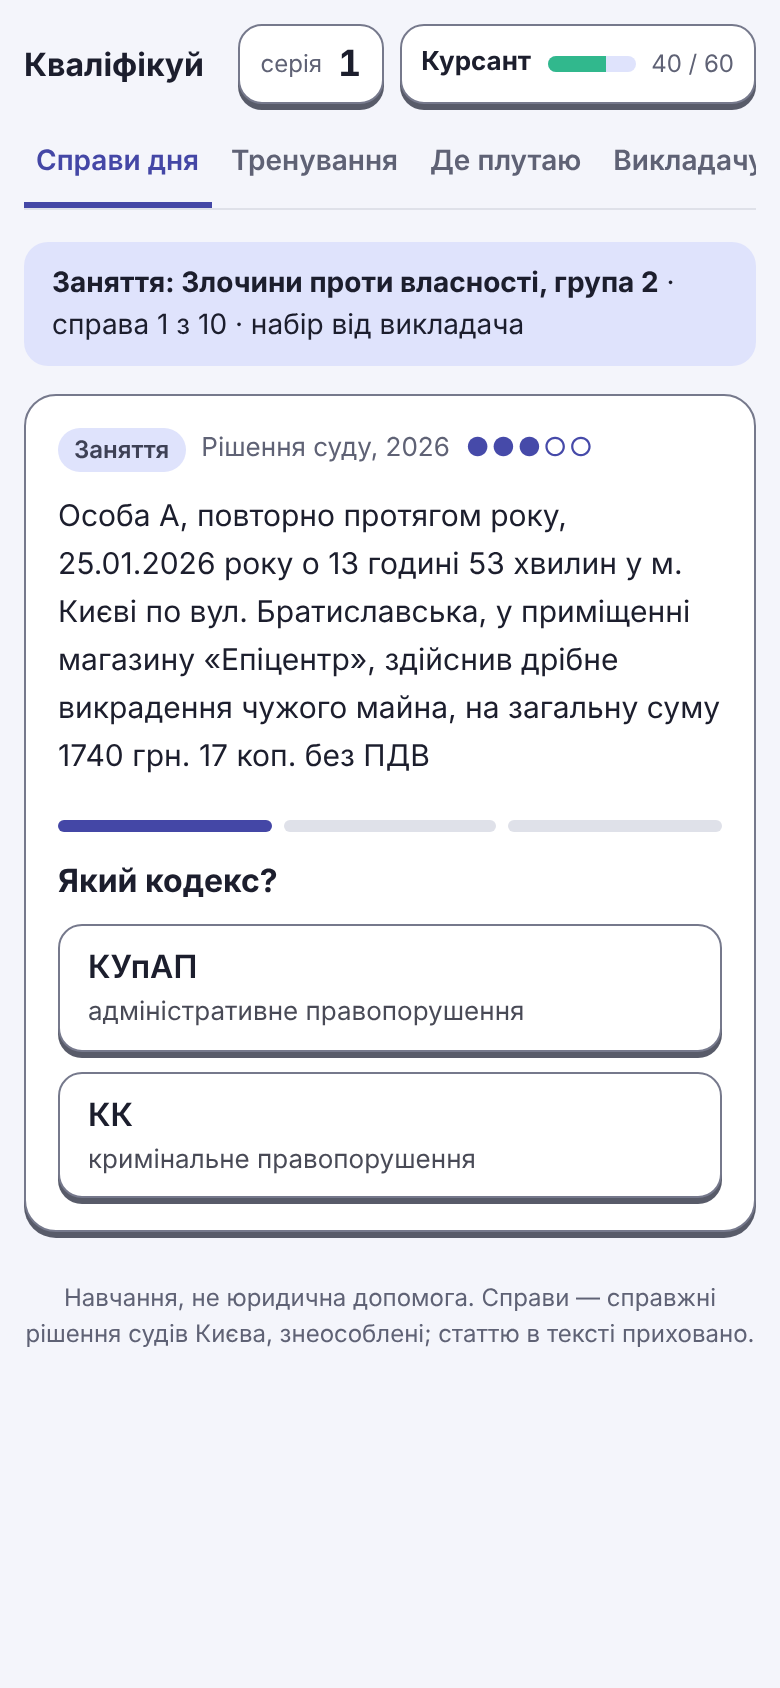 Кваліфікуй
серія 1
Курсант 40 / 60
Справи дня Тренування Де плутаю Викладачу
Заняття: Злочини проти власності, група 2 ·
справа 1 з 10 · набір від викладача
Заняття Рішення суду, 2026
Особа А, повторно протягом року,
25.01.2026 року о 13 годині 53 хвилин у м.
Києві по вул. Братиславська, у приміщенні
магазину «Епіцентр», здійснив дрібне
викрадення чужого майна, на загальну суму
1740 грн. 17 коп. без ПДВ
Який кодекс?
КУпАП
адміністративне правопорушення
КК
кримінальне правопорушення
Навчання, не юридична допомога. Справи — справжні
рішення судів Києва, знеособлені; статтю в тексті приховано.